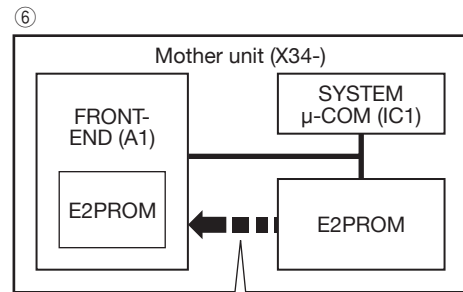 ⑥
Mother unit (X34-)
FRONT-
END (A1)
E2PROM
SYSTEM
µ-COM (IC1)
E2PROM